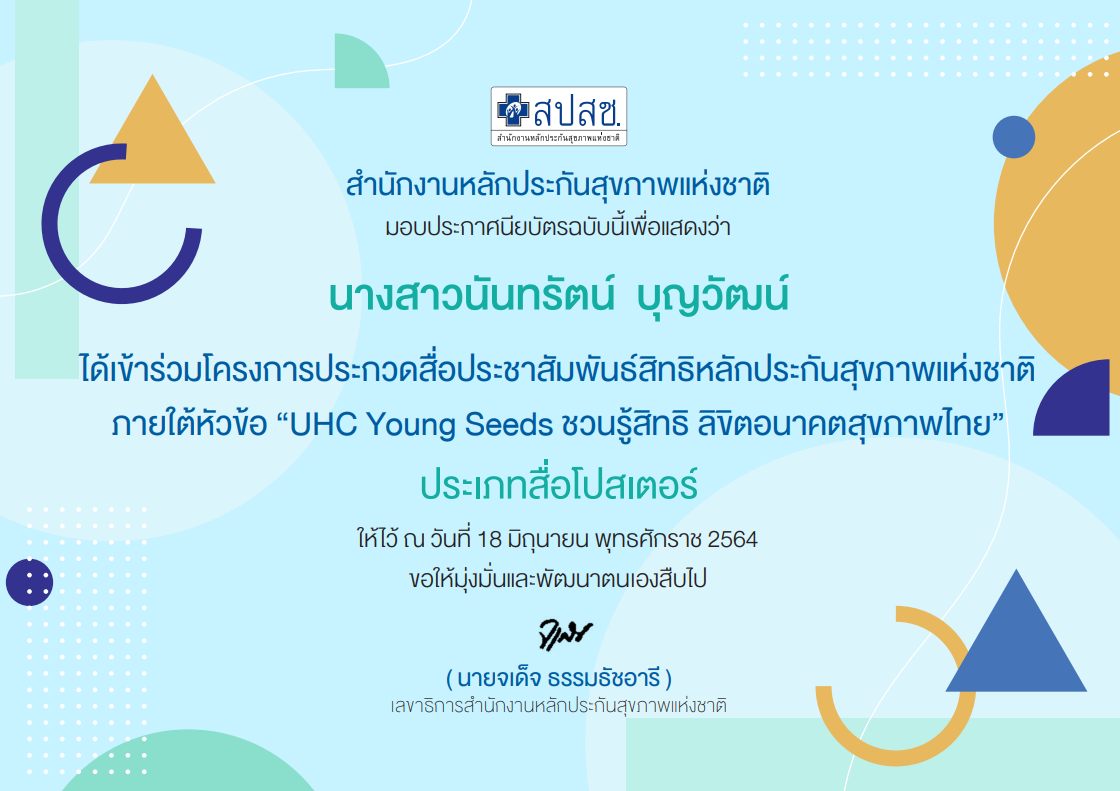 สปสช.
สำนักงานหลักประกันสุขภาพแห่งชาติ
สำนักงานหลักประกันสุขภาพแห่งชาติ
มอบประกาศนียบัตรฉบับนี้เพื่อแสดงว่า
นางสาวนันทรัตน์ บุญวัฒน์
ได้เข้าร่วมโครงการประกวดสื่อประชาสัมพันธ์สิทธิหลักประกันสุขภาพแห่งชาติ
ภายใต้หัวข้อ “UHC Young Seeds ชวนรู้สิทธิ ลิขิตอนาคตสุขภาพไทย”
ประเภทสื่อโปสเตอร์
ให้ไว้ ณ วันที่ 18 มิถุนายน พุทธศักราช 2564
ขอให้มุ่งมั่นและพัฒนาตนเองสืบไป
( นายจเด็จ ธรรมธัชอารี )
เลขาธิการสำนักงานหลักประกันสุขภาพแห่งชาติ